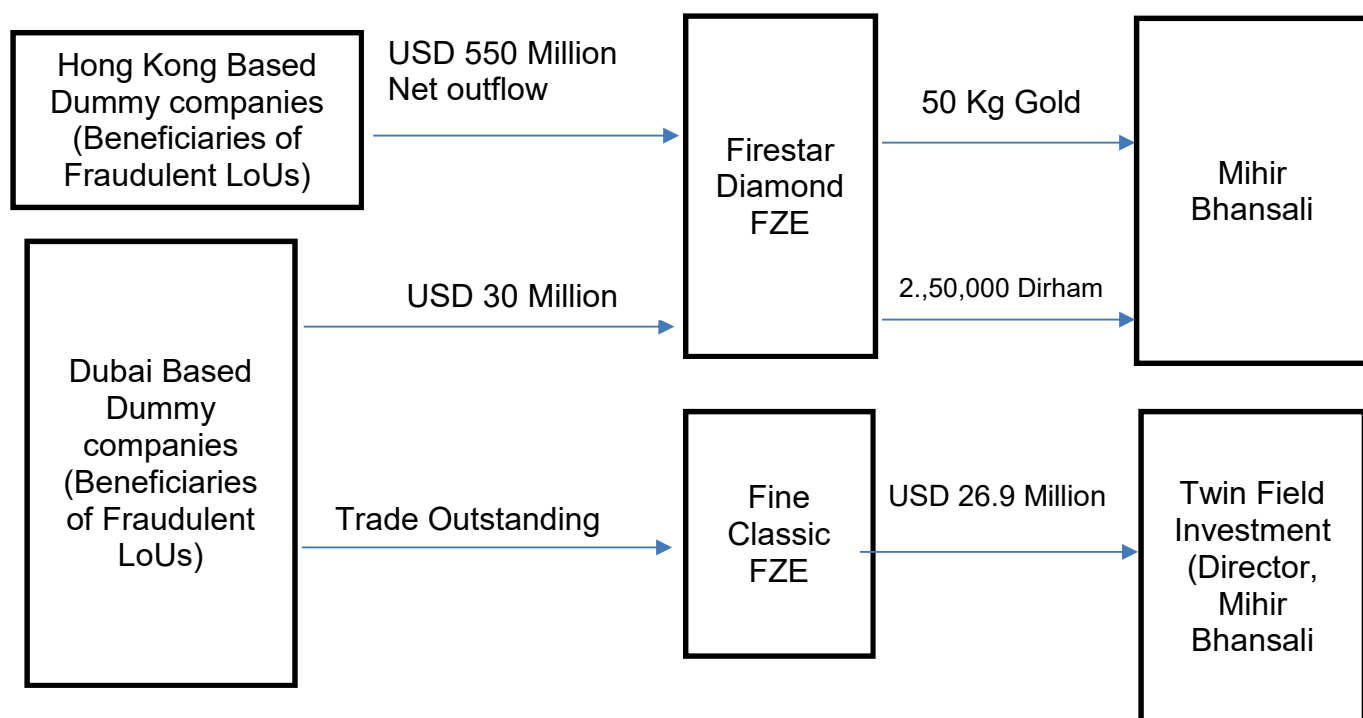 Hong Kong Based
Dummy companies
(Beneficiaries of
Fraudulent LoUs)
USD 550 Million
Net outflow
Firestar
Diamond
FZE
50 Kg Gold
Mihir
Bhansali
USD 30 Million
2.,50,000 Dirham
Dubai Based
Dummy
companies
(Beneficiaries
of Fraudulent
LoUs)
Trade Outstanding
Fine
Classic
FZE
USD 26.9 Million
Twin Field
Investment
(Director,
Mihir
Bhansali